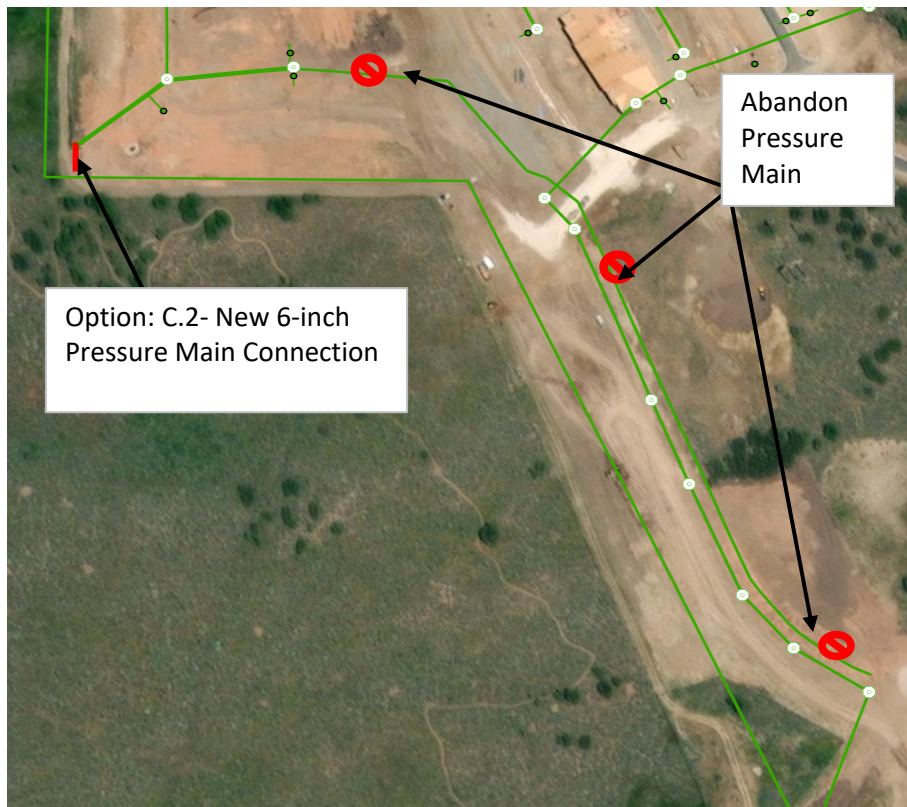 Abandon
Pressure
Main
Option: C.2- New 6-inch
Pressure Main Connection